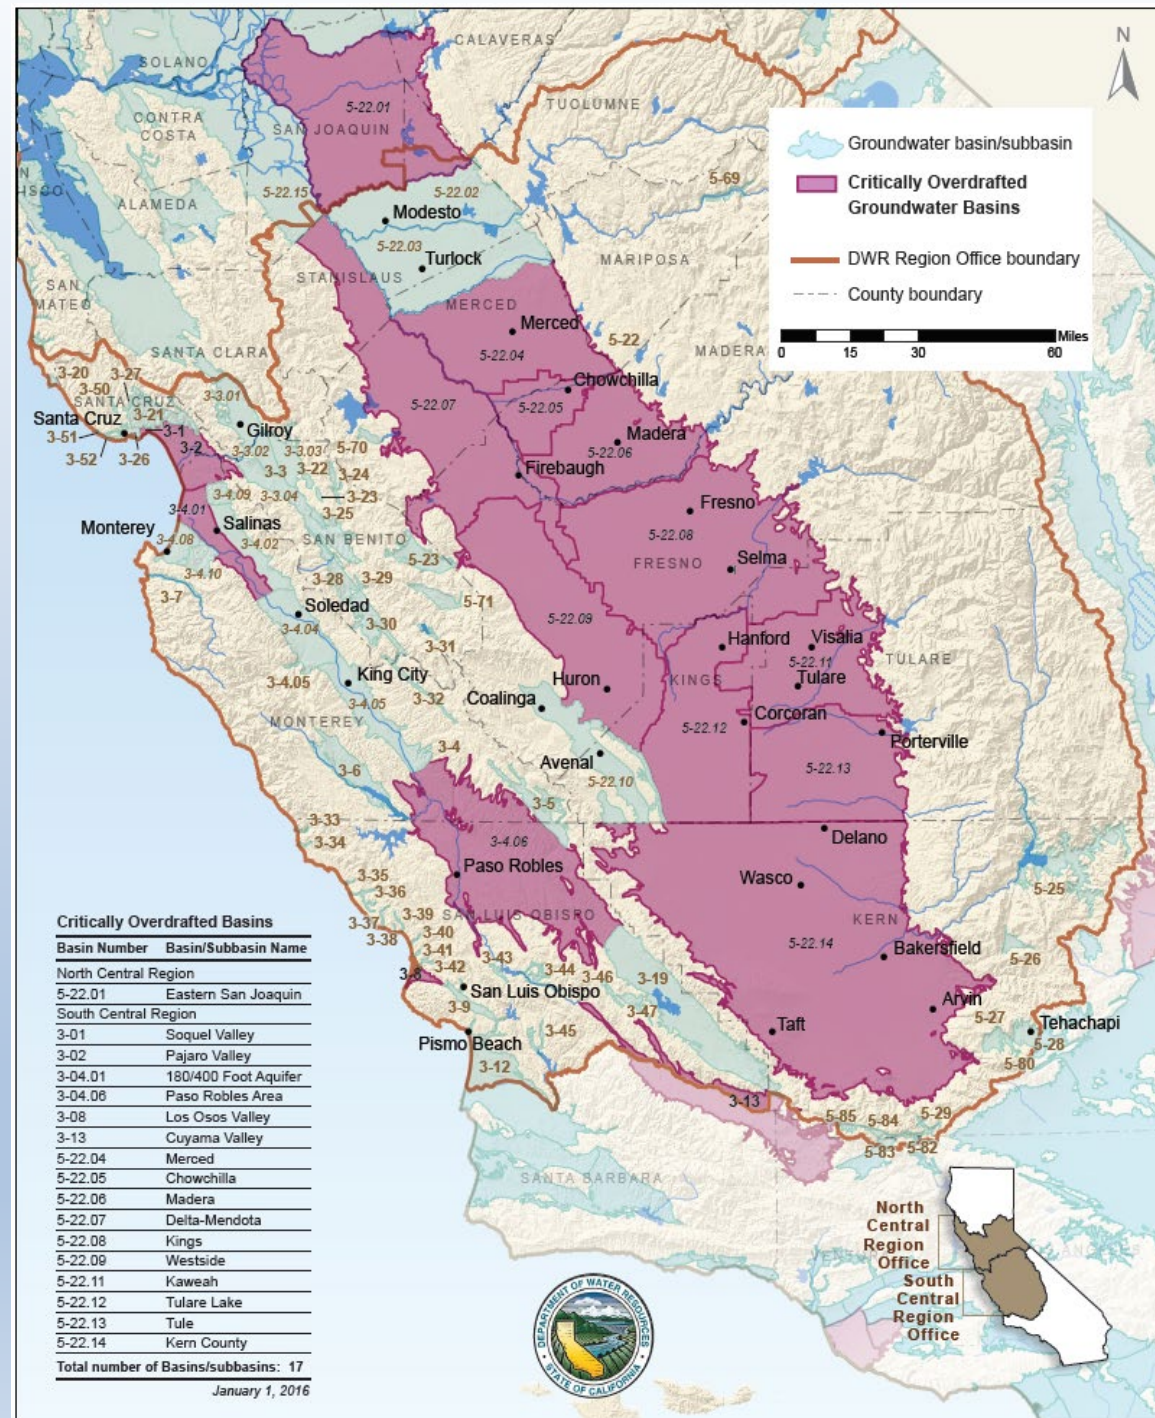 N
CALAVERAS
SOLANO
TUOLUMNE
5-22.01
CONTRA
COSTA
SAN JOAQUIN
Groundwater basin/subbasin
Critically Overdrafted
Groundwater Basins
DWR Region Office boundary
County boundary
Miles
0 15 30 60
5-69
5-22.15
5-22.02
ALAMEDA
Modesto
5-22.03
Turlock
STANISLAUS
MARIPOSA
SAN
MATEO
MERCED
Merced
5-22.04
5-22
MADERA
SANTA CLARA
3-20
3-27
3-50
SANTA CRUZ
3-3.01
Chowchilla
5-22.05
5-22.07
3-21
Santa Cruz
3-1
Gilroy
3-51
3-52
3-26
3-2
3-3.02
3-3.03
5-70
Madera
5-22.06
3-3
3-22
3-24
Firebaugh
3-4.09
3-3.04
3-23
3-25
3-4.01
Salinas
Fresno
5-22.08
Monterey
3-4.08
3-4.02
SAN BENITO
5-23
FRESNO
Selma
3-4.10
3-7
3-28
3-29
5-71
Soledad
3-4.04
3-30
5-22.09
3-31
Hanford
Visalia
5-22.11
TULARE
3-4.05
King City
3-4.05
3-32
Coalinga
Huron
KINGS
Tulare
MONTEREY
Corcoran
5-22.12
Porterville
3-4
Avenal
5-22.10
5-22.13
3-6
3-5
3-33
3-34
3-4.06
Delano
Paso Robles
Wasco
3-35
3-36
5-25
3-37
3-39
SAN LUIS OBISPO
KERN
3-38
3-40
3-41
5-22.14
Bakersfield
3-42
3-43
3-8
3-44
3-46
3-19
5-26
San Luis Obispo
3-9
3-47
Arvin
5-27
Taft
Tehachapi
5-28
Pismo Beach
3-45
3-12
5-80
3-13
5-85
5-84
5-29
5-83
5-82
SANTA BARBARA
Critically Overdrafted Basins
Basin Number Basin/Subbasin Name
North Central Region
5-22.01 Eastern San Joaquin
South Central Region
3-01 Soquel Valley
3-02 Pajaro Valley
3-04.01 180/400 Foot Aquifer
3-04.06 Paso Robles Area
3-08 Los Osos Valley
3-13 Cuyama Valley
5-22.04 Merced
5-22.05 Chowchilla
5-22.06 Madera
5-22.07 Delta-Mendota
5-22.08 Kings
5-22.09 Westside
5-22.11 Kaweah
5-22.12 Tulare Lake
5-22.13 Tule
5-22.14 Kern County
Total number of Basins/subbasins: 17
January 1, 2016
DEPARTMENT OF WATER RESOURCES
STATE OF CALIFORNIA
North
Central
Region
Office
South
Central
Region
Office